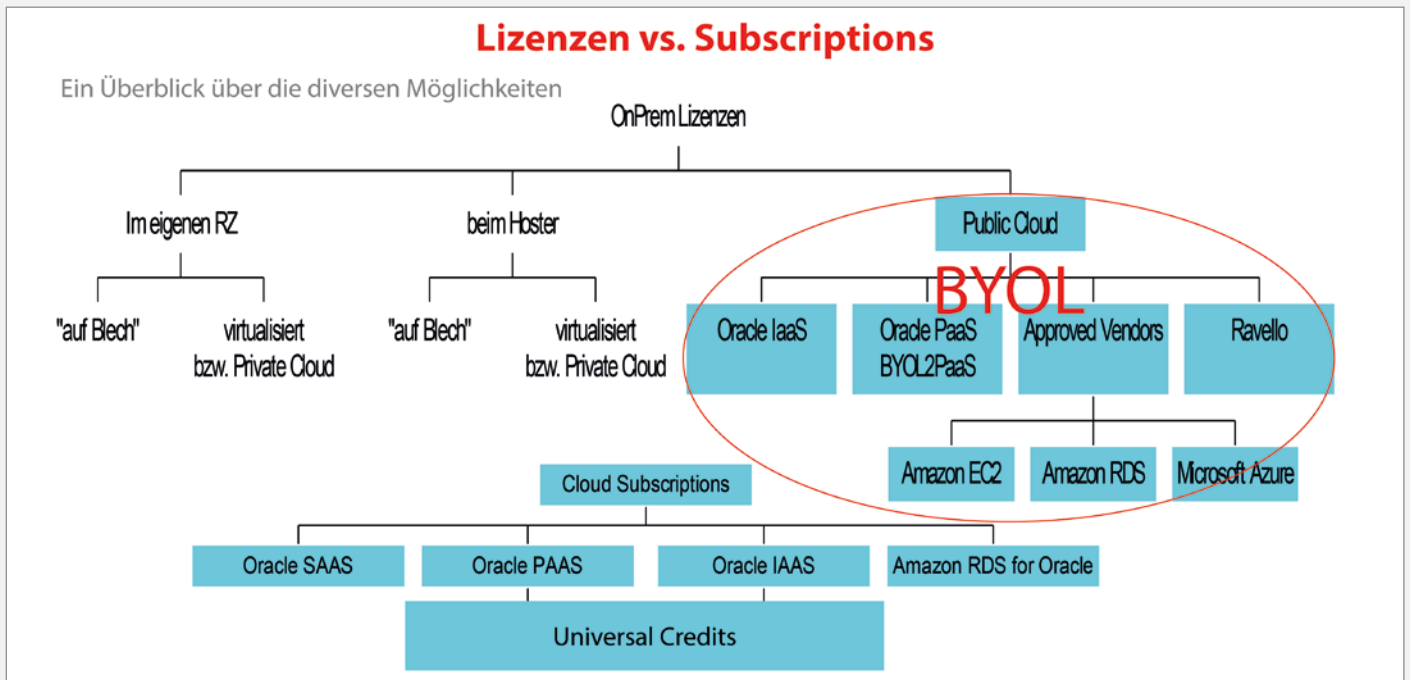 Lizenzen vs. Subscriptions
Ein Überblick über die diversen Möglichkeiten
OnPrem Lizenzen
Im eigenen RZ
beim Hoster
Public Cloud
BYOL
"auf Blech"
virtualisiert
bzw. Private Cloud
"auf Blech"
virtualisiert
bzw. Private Cloud
Oracle IaaS
Oracle PaaS
BYOL2PaaS
Approved Vendors
Ravello
Amazon EC2
Amazon RDS
Microsoft Azure
Cloud Subscriptions
Oracle SAAS
Oracle PAAS
Oracle IAAS
Amazon RDS for Oracle
Universal Credits